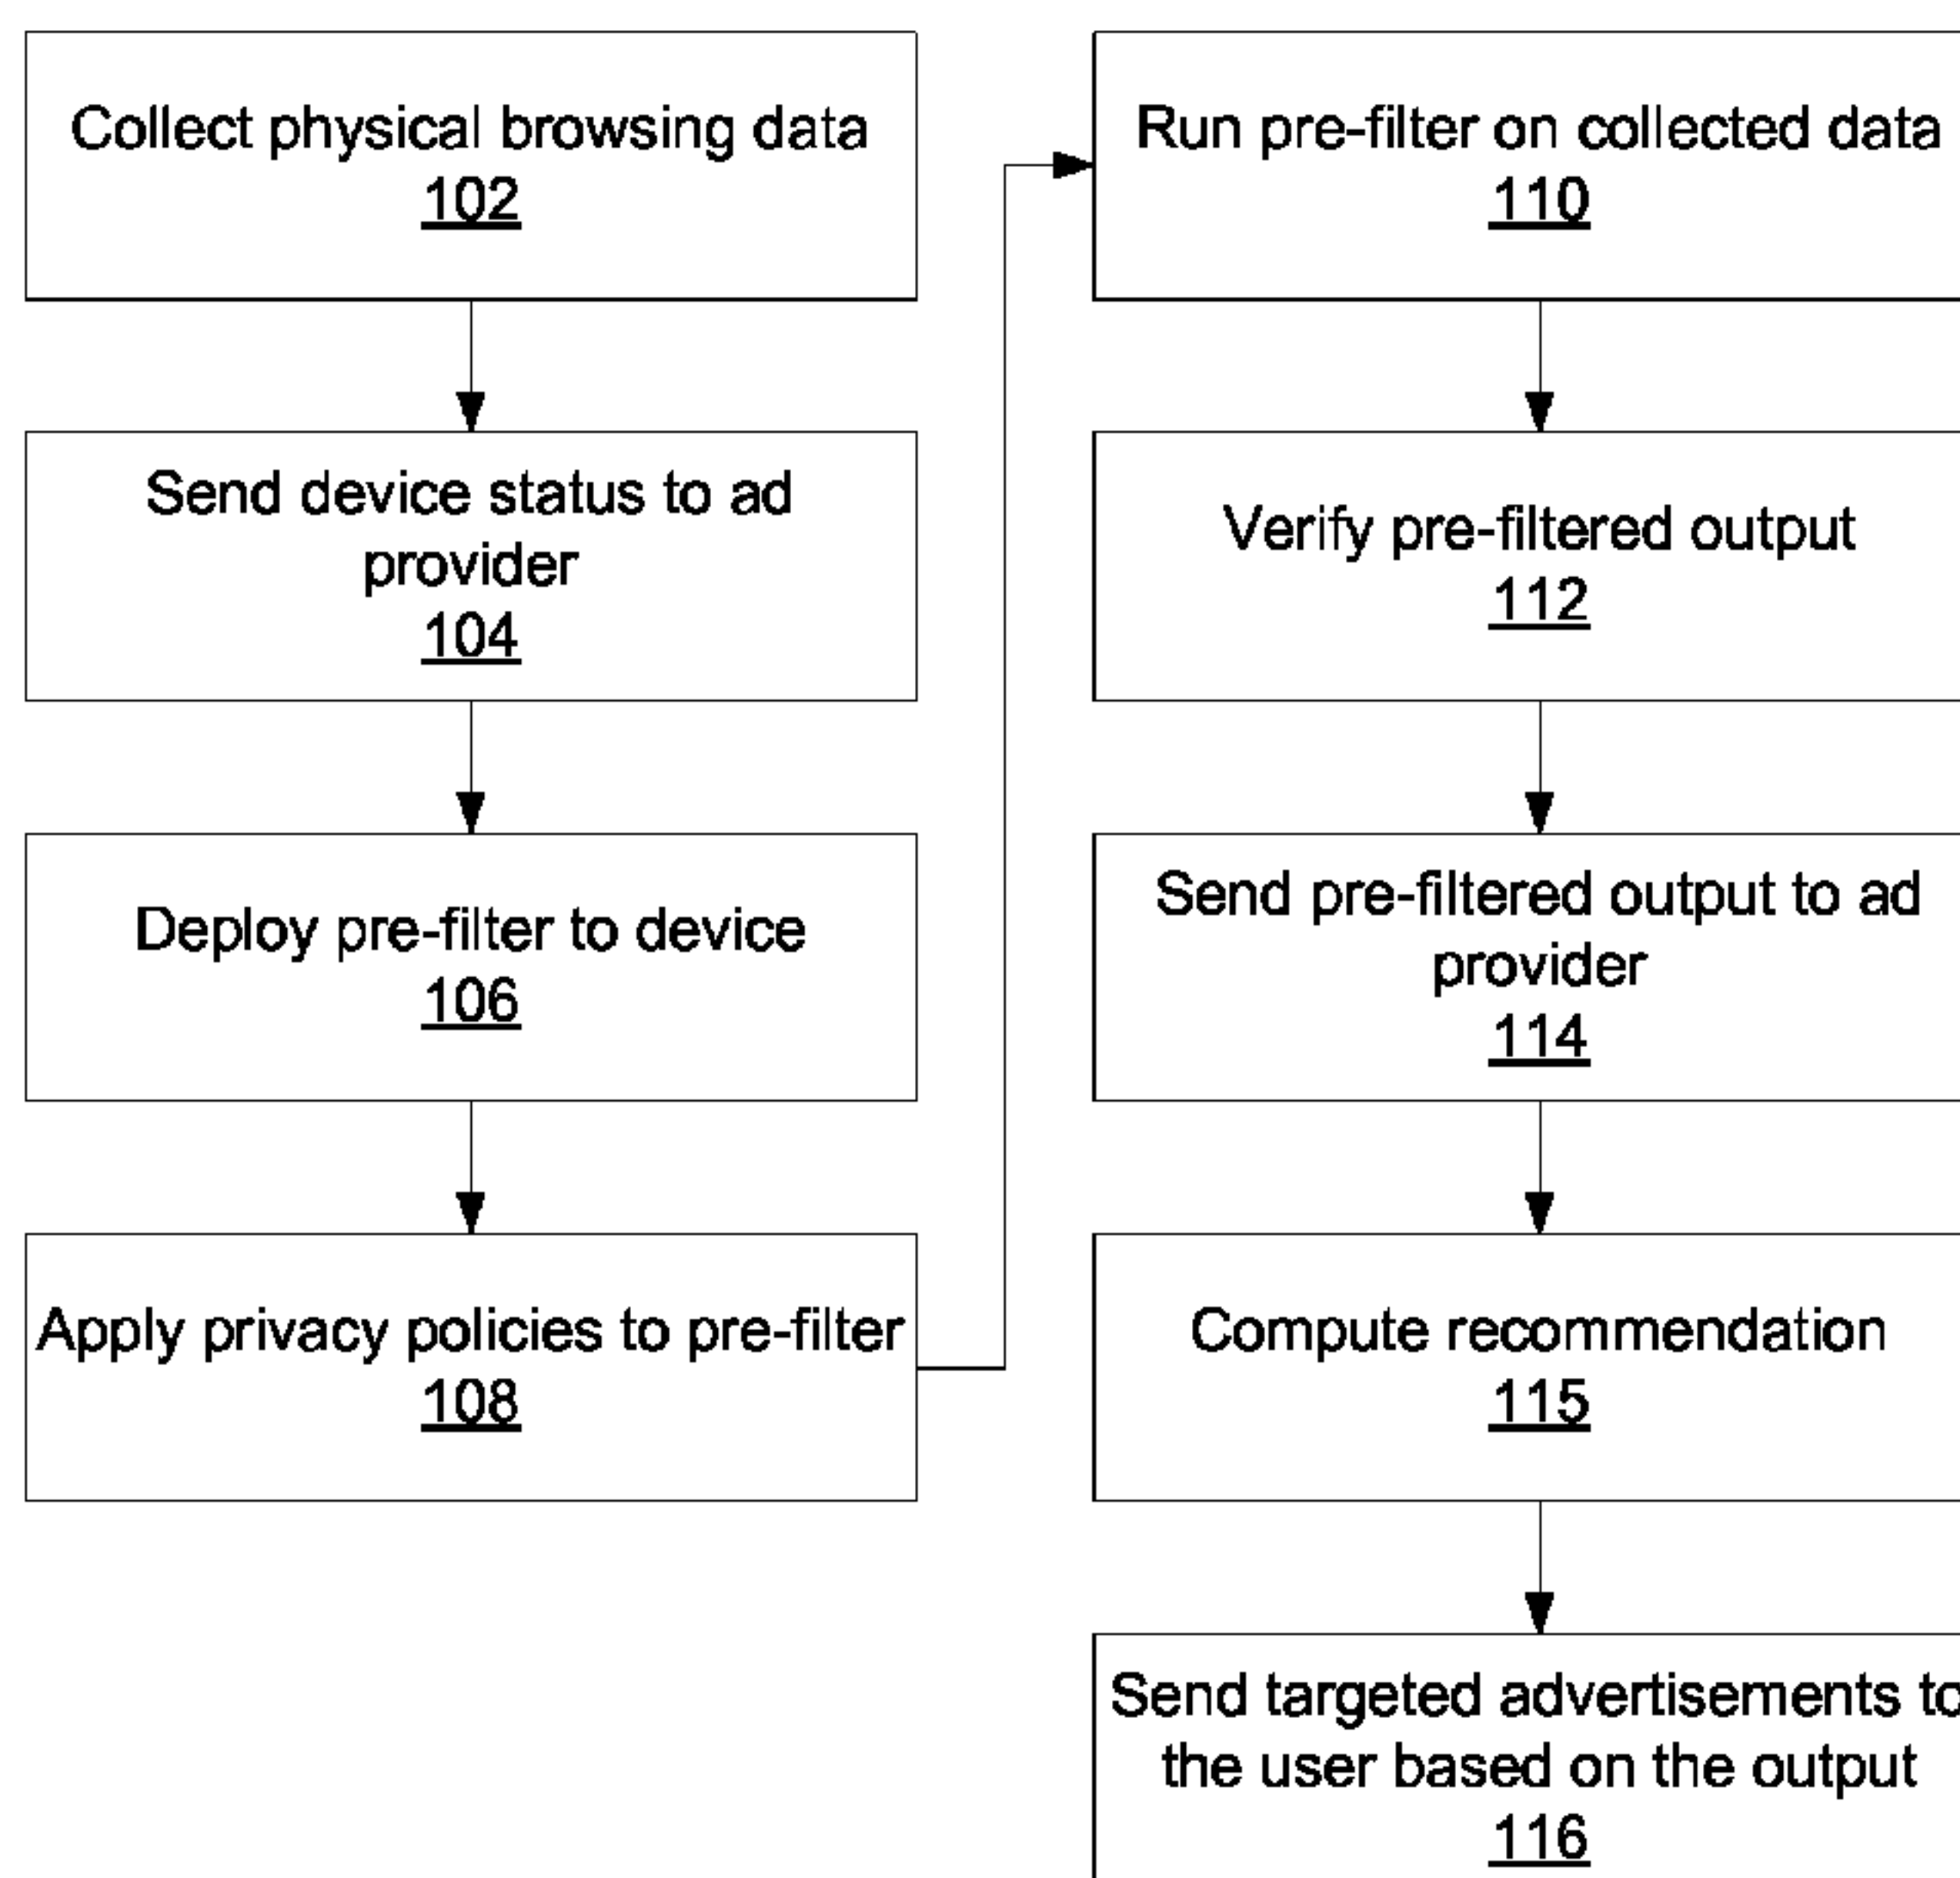 Collect physical browsing data
102
Send device status to ad
provider
104
Deploy pre-filter to device
106
Apply privacy policies to pre-filter
108
Run pre-filter on collected data
110
Verify pre-filtered output
112
Send pre-filtered output to ad
provider
114
Compute recommendation
115
Send targeted advertisements to
the user based on the output
116